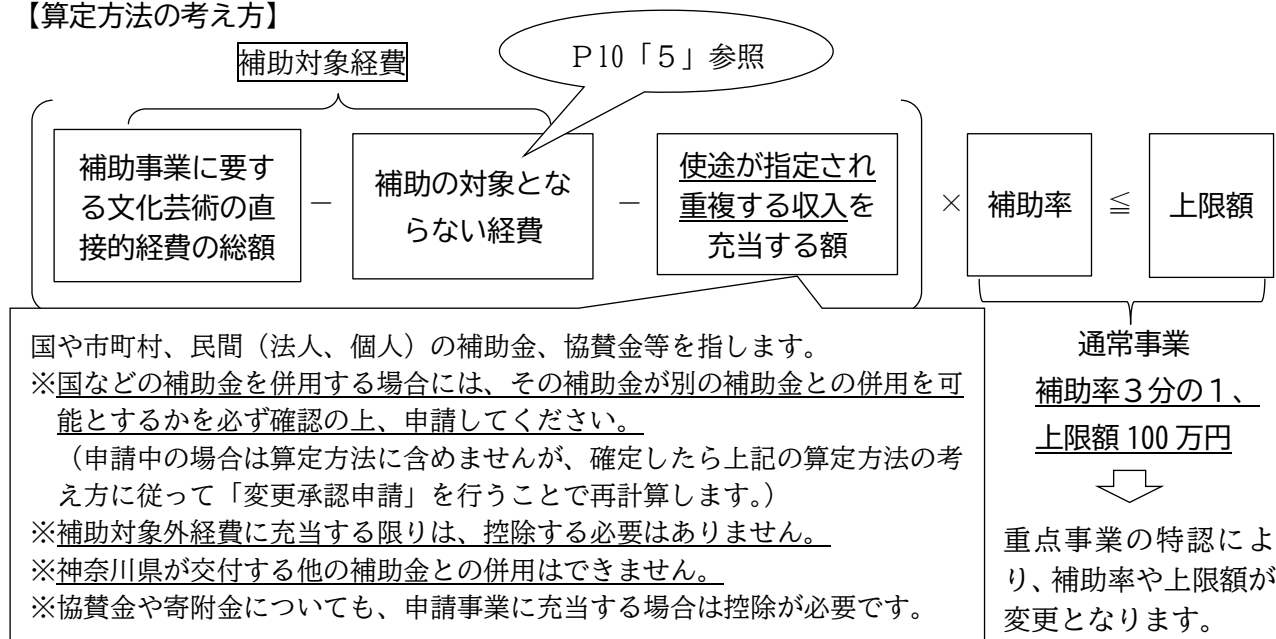 【算定方法の考え方】
補助対象経費
Ｐ10「５」参照
補助事業に要す
る文化芸術の直
接的経費の総額
－
補助の対象とな
らない経費
－
使途が指定され
重複する収入を
充当する額
×
補助率
≦
上限額
国や市町村、民間（法人、個人）の補助金、協賛金等を指します。
※国などの補助金を併用する場合には、その補助金が別の補助金との併用を可
能とするかを必ず確認の上、申請してください。
（申請中の場合は算定方法に含めませんが、確定したら上記の算定方法の考
え方に従って「変更承認申請」を行うことで再計算します。）
※補助対象外経費に充当する限りは、控除する必要はありません。
※神奈川県が交付する他の補助金との併用はできません。
※協賛金や寄附金についても、申請事業に充当する場合は控除が必要です。
通常事業
補助率３分の１、
上限額 100 万円
重点事業の特認によ
り、補助率や上限額が
変更となります。